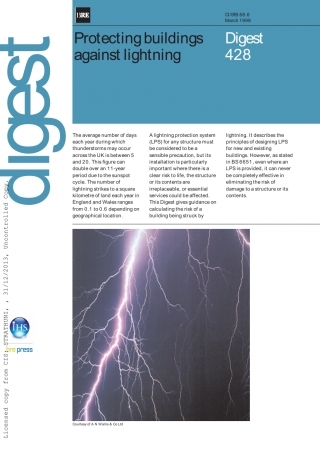 BRE
March 1998
Protecting buildings
against lightning
Digest
428
digest
The average number of days
each year during which
thunderstorms may occur
across the UK is between 5
and 20. This figure can
double over an 11-year
period due to the sunspot
cycle. The number of
lightning strikes to a square
kilometre of land each year in
England and Wales ranges
from 0.1 to 0.6 depending on
geographical location.
A lightning protection system
(LPS) for any structure must
be considered to be a
sensible precaution, but its
installation is particularly
important where there is a
clear risk to life, the structure
or its contents are
irreplaceable, or essential
services could be affected.
This Digest gives guidance on
calculating the risk of a
building being struck by
lightning. It describes the
principles of designing LPS
for new and existing
buildings. However, as stated
in BS 6651, even where an
LPS is provided, it can never
be completely effective in
eliminating the risk of
damage to a structure or its
contents.
Courtesy of A N Wallis & Co Ltd
IHS
bre press
Licensed copy from CIS: STRATHUNI, , 31/12/2013, Uncontrolled Copy